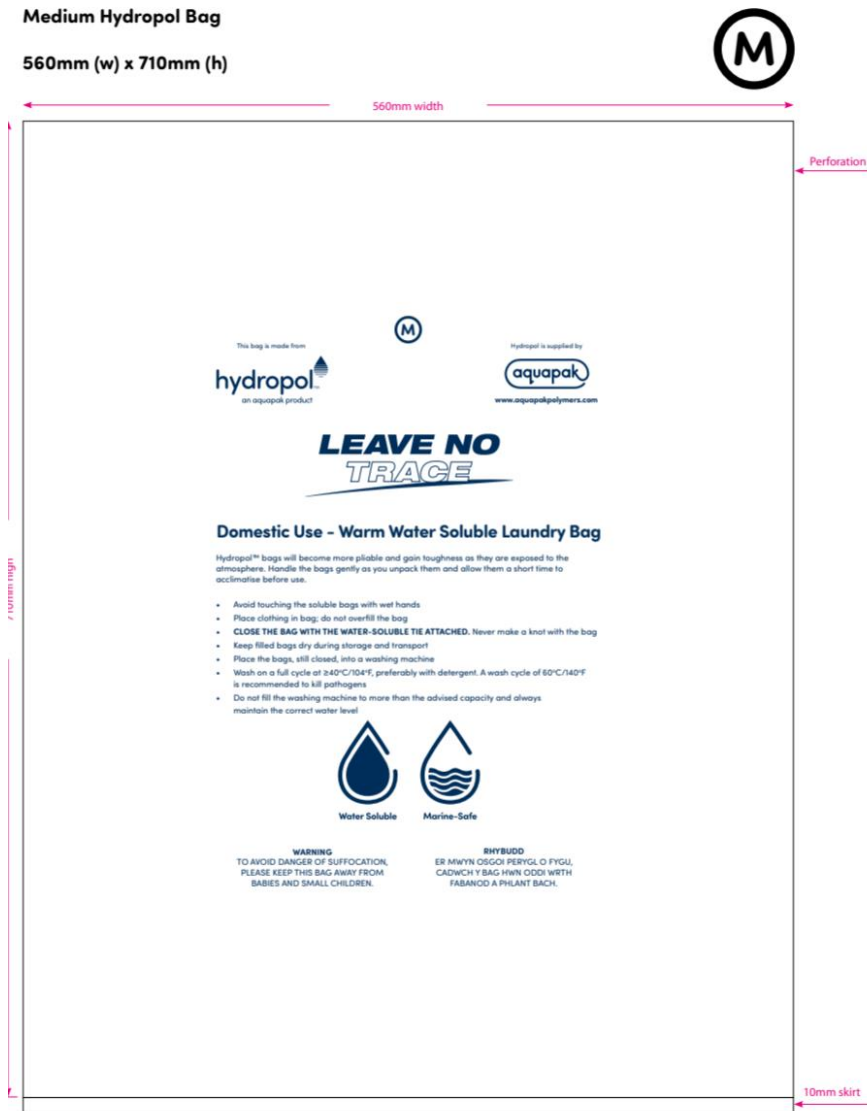 Medium Hydropol Bag
560mm (w) x 710mm (h)
M
560mm width
Perforation
M
This bag is made from
hydropol™
an aquapak product
Hydropol is supplied by
aquapak
www.aquapakpolymers.com
LEAVE NO
TRACE
Domestic Use - Warm Water Soluble Laundry Bag
Hydropol™ bags will become more pliable and gain toughness as they are exposed to the
atmosphere. Handle the bags gently as you unpack them and allow them a short time to
acclimatise before use.
• Avoid touching the soluble bags with wet hands
• Place clothing in bag; do not overfill the bag
• CLOSE THE BAG WITH THE WATER-SOLUBLE TIE ATTACHED. Never make a knot with the bag
• Keep filled bags dry during storage and transport
• Place the bags, still closed, into a washing machine
• Wash on a full cycle at ≥40°C/104°F, preferably with detergent. A wash cycle of 60°C/140°F
is recommended to kill pathogens
• Do not fill the washing machine to more than the advised capacity and always
maintain the correct water level
710mm high
Water Soluble
Marine-Safe
WARNING
TO AVOID DANGER OF SUFFOCATION,
PLEASE KEEP THIS BAG AWAY FROM
BABIES AND SMALL CHILDREN.
RHYBUDD
ER MWYN OSGOI PERYGL O FYGU,
CADWCH Y BAG HWN ODDI WRTH
FABANOD A PHLANT BACH.
10mm skirt